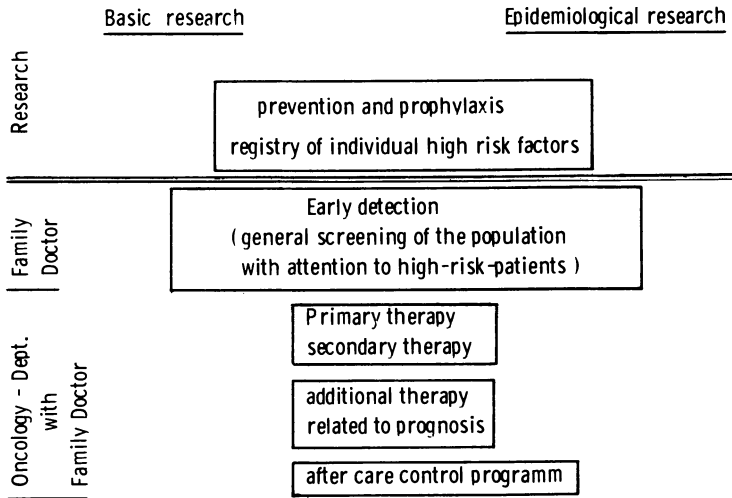 Basic research
Epidemiological research
Research
prevention and prophylaxis
registry of individual high risk factors
Family
Doctor
Early detection
(general screening of the population
with attention to high-risk-patients)
Oncology - Dept.
with
Family Doctor
Primary therapy
secondary therapy
additional therapy
related to prognosis
after care control programm